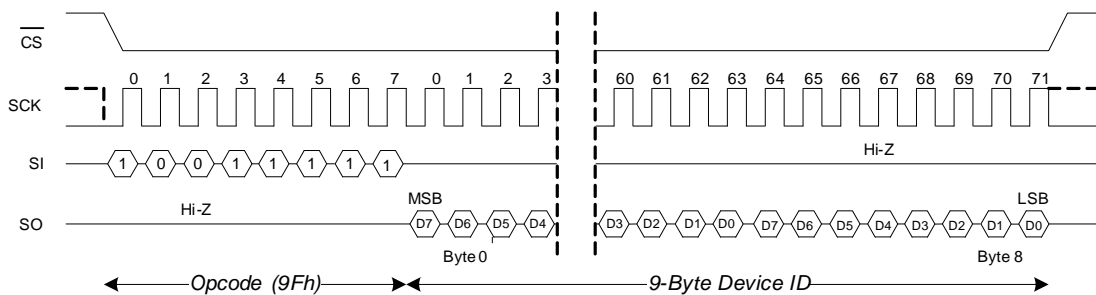 CS
0 1 2 3 4 5 6 7 0 1 2 3 60 61 62 63 64 65 66 67 68 69 70 71
SCK
Hi-Z
SI 1 0 0 1 1 1 1 1
Hi-Z MSB LSB
SO D7 D6 D5 D4 D3 D2 D1 D0 D7 D6 D5 D4 D3 D2 D1 D0
Byte 0 Byte 8
Opcode (9Fh) 9-Byte Device ID